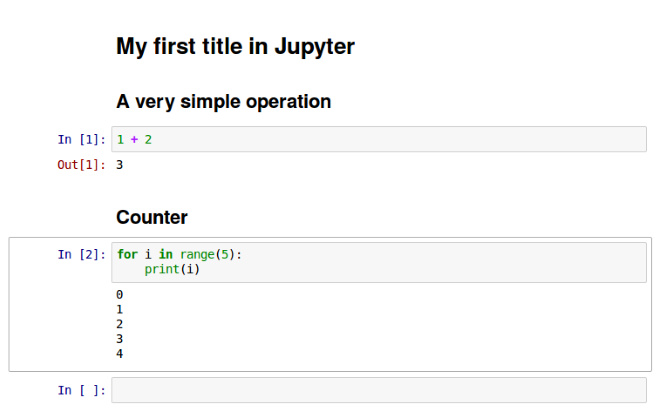 My first title in Jupyter
A very simple operation
In [1]: 1 + 2
Out[1]: 3
Counter
In [2]: for i in range(5):
    print(i)
0
1
2
3
4
In [ ]: